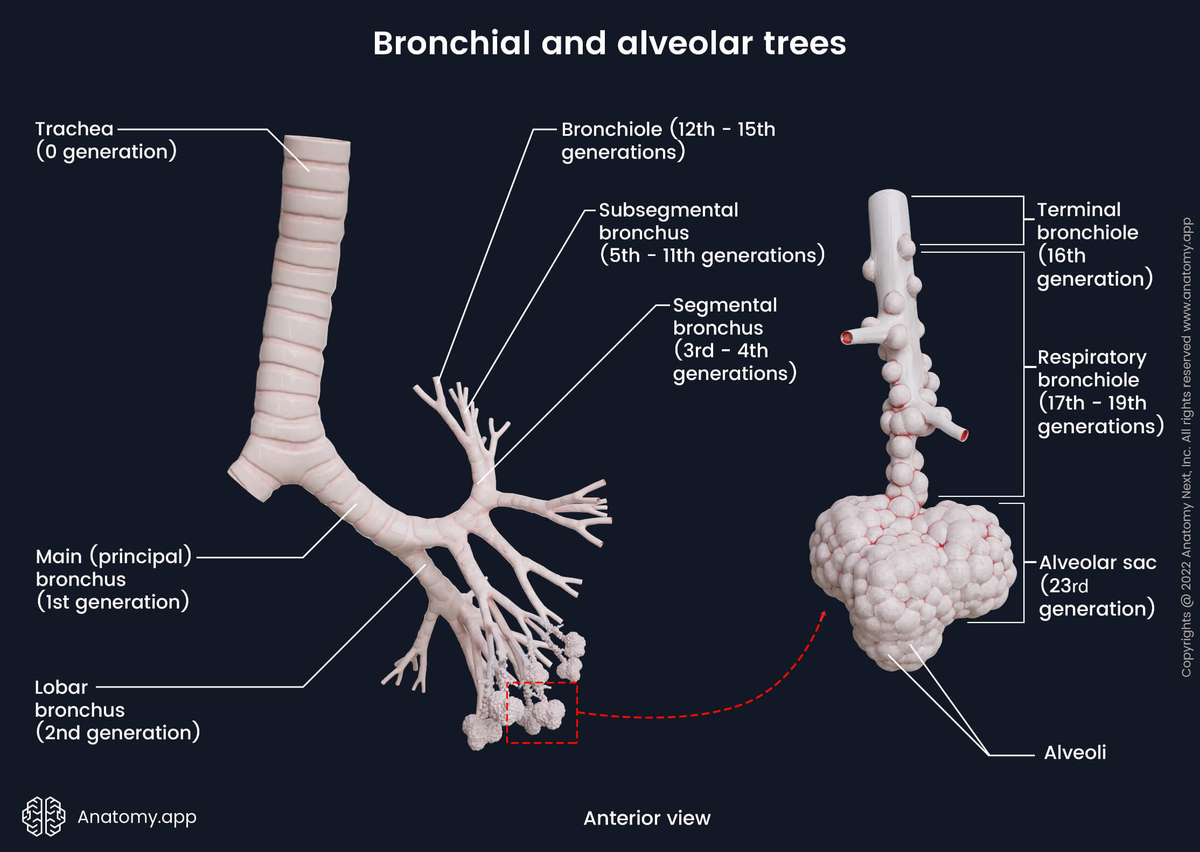 Bronchial and alveolar trees
Trachea
(0 generation)
Bronchiole (12th - 15th
generations)
Subsegmental
bronchus
(5th - 11th generations)
Segmental
bronchus
(3rd - 4th
generations)
Main (principal)
bronchus
(1st generation)
Lobar
bronchus
(2nd generation)
Terminal
bronchiole
(16th
generation)
Respiratory
bronchiole
(17th - 19th
generations)
Alveolar sac
(23rd
generation)
Alveoli
Anatomy.app
Anterior view
Copyrights @ 2022 Anatomy Next, Inc. All rights reserved www.anatomy.app